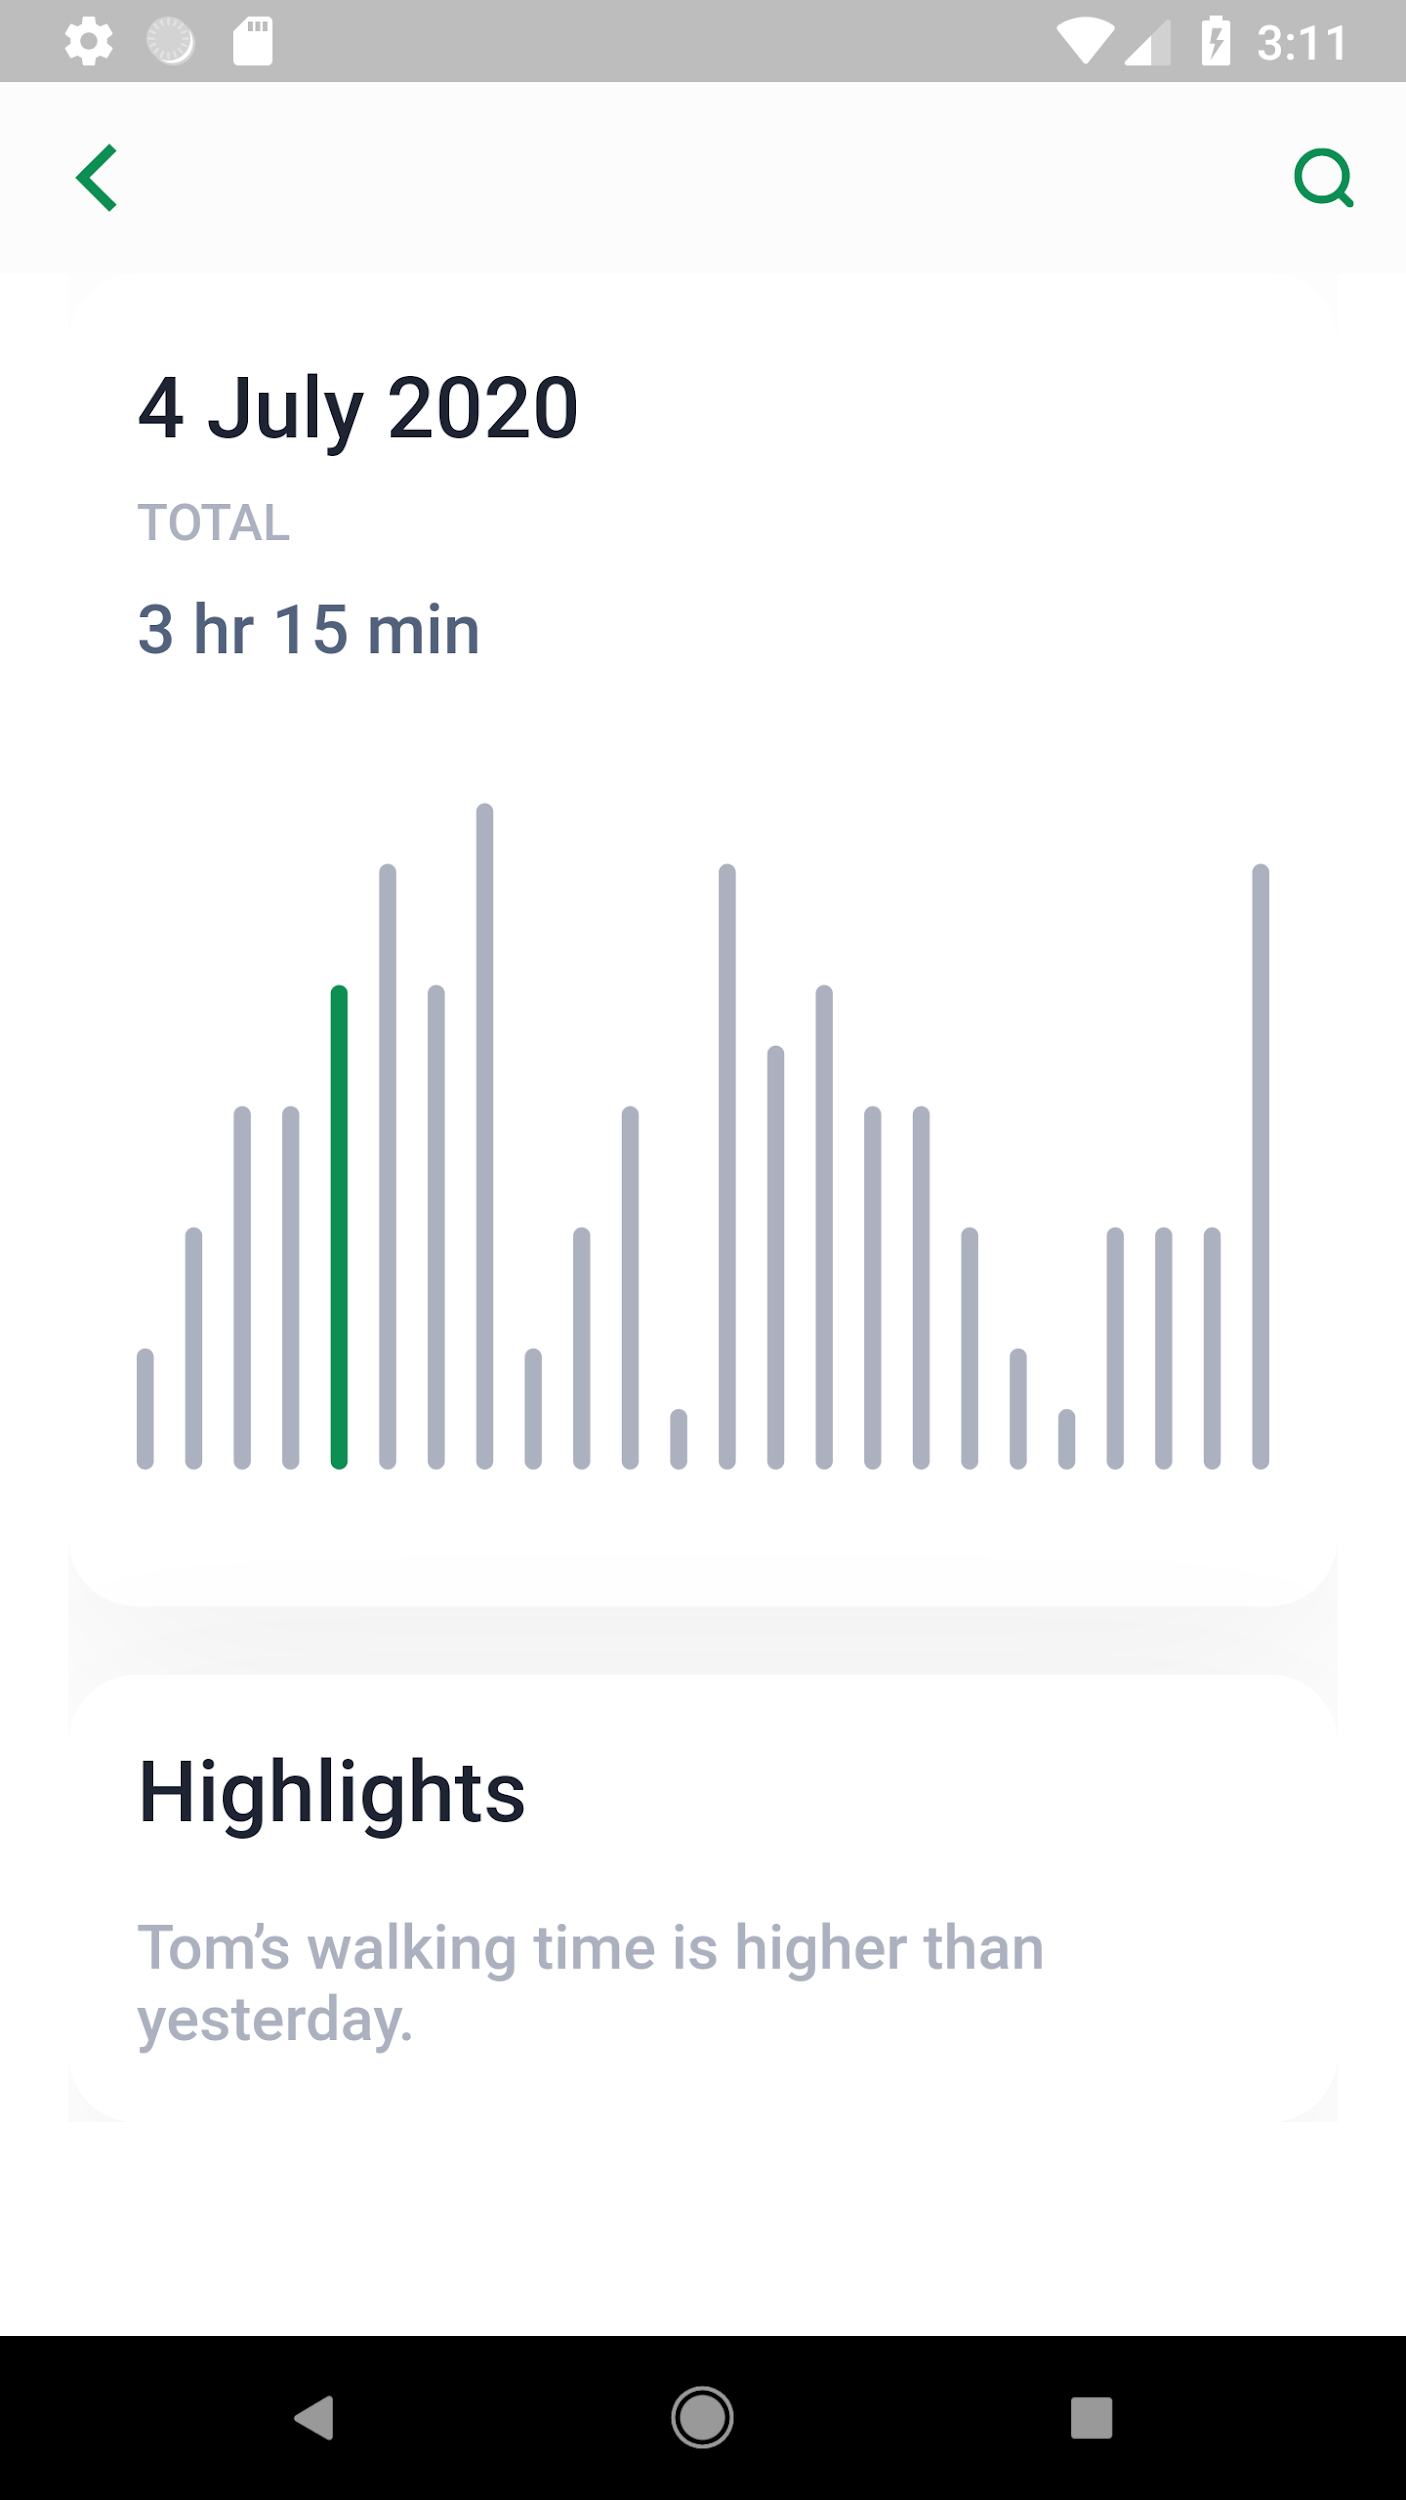 3:11
4 July 2020
TOTAL
3 hr 15 min
Highlights
Tom’s walking time is higher than
yesterday.